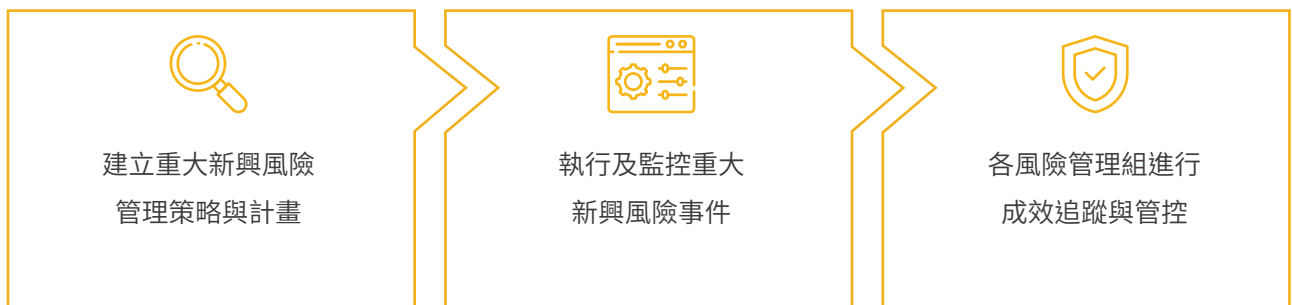 建立重大新興風險
管理策略與計畫
執行及監控重大
新興風險事件
各風險管理組進行
成效追蹤與管控